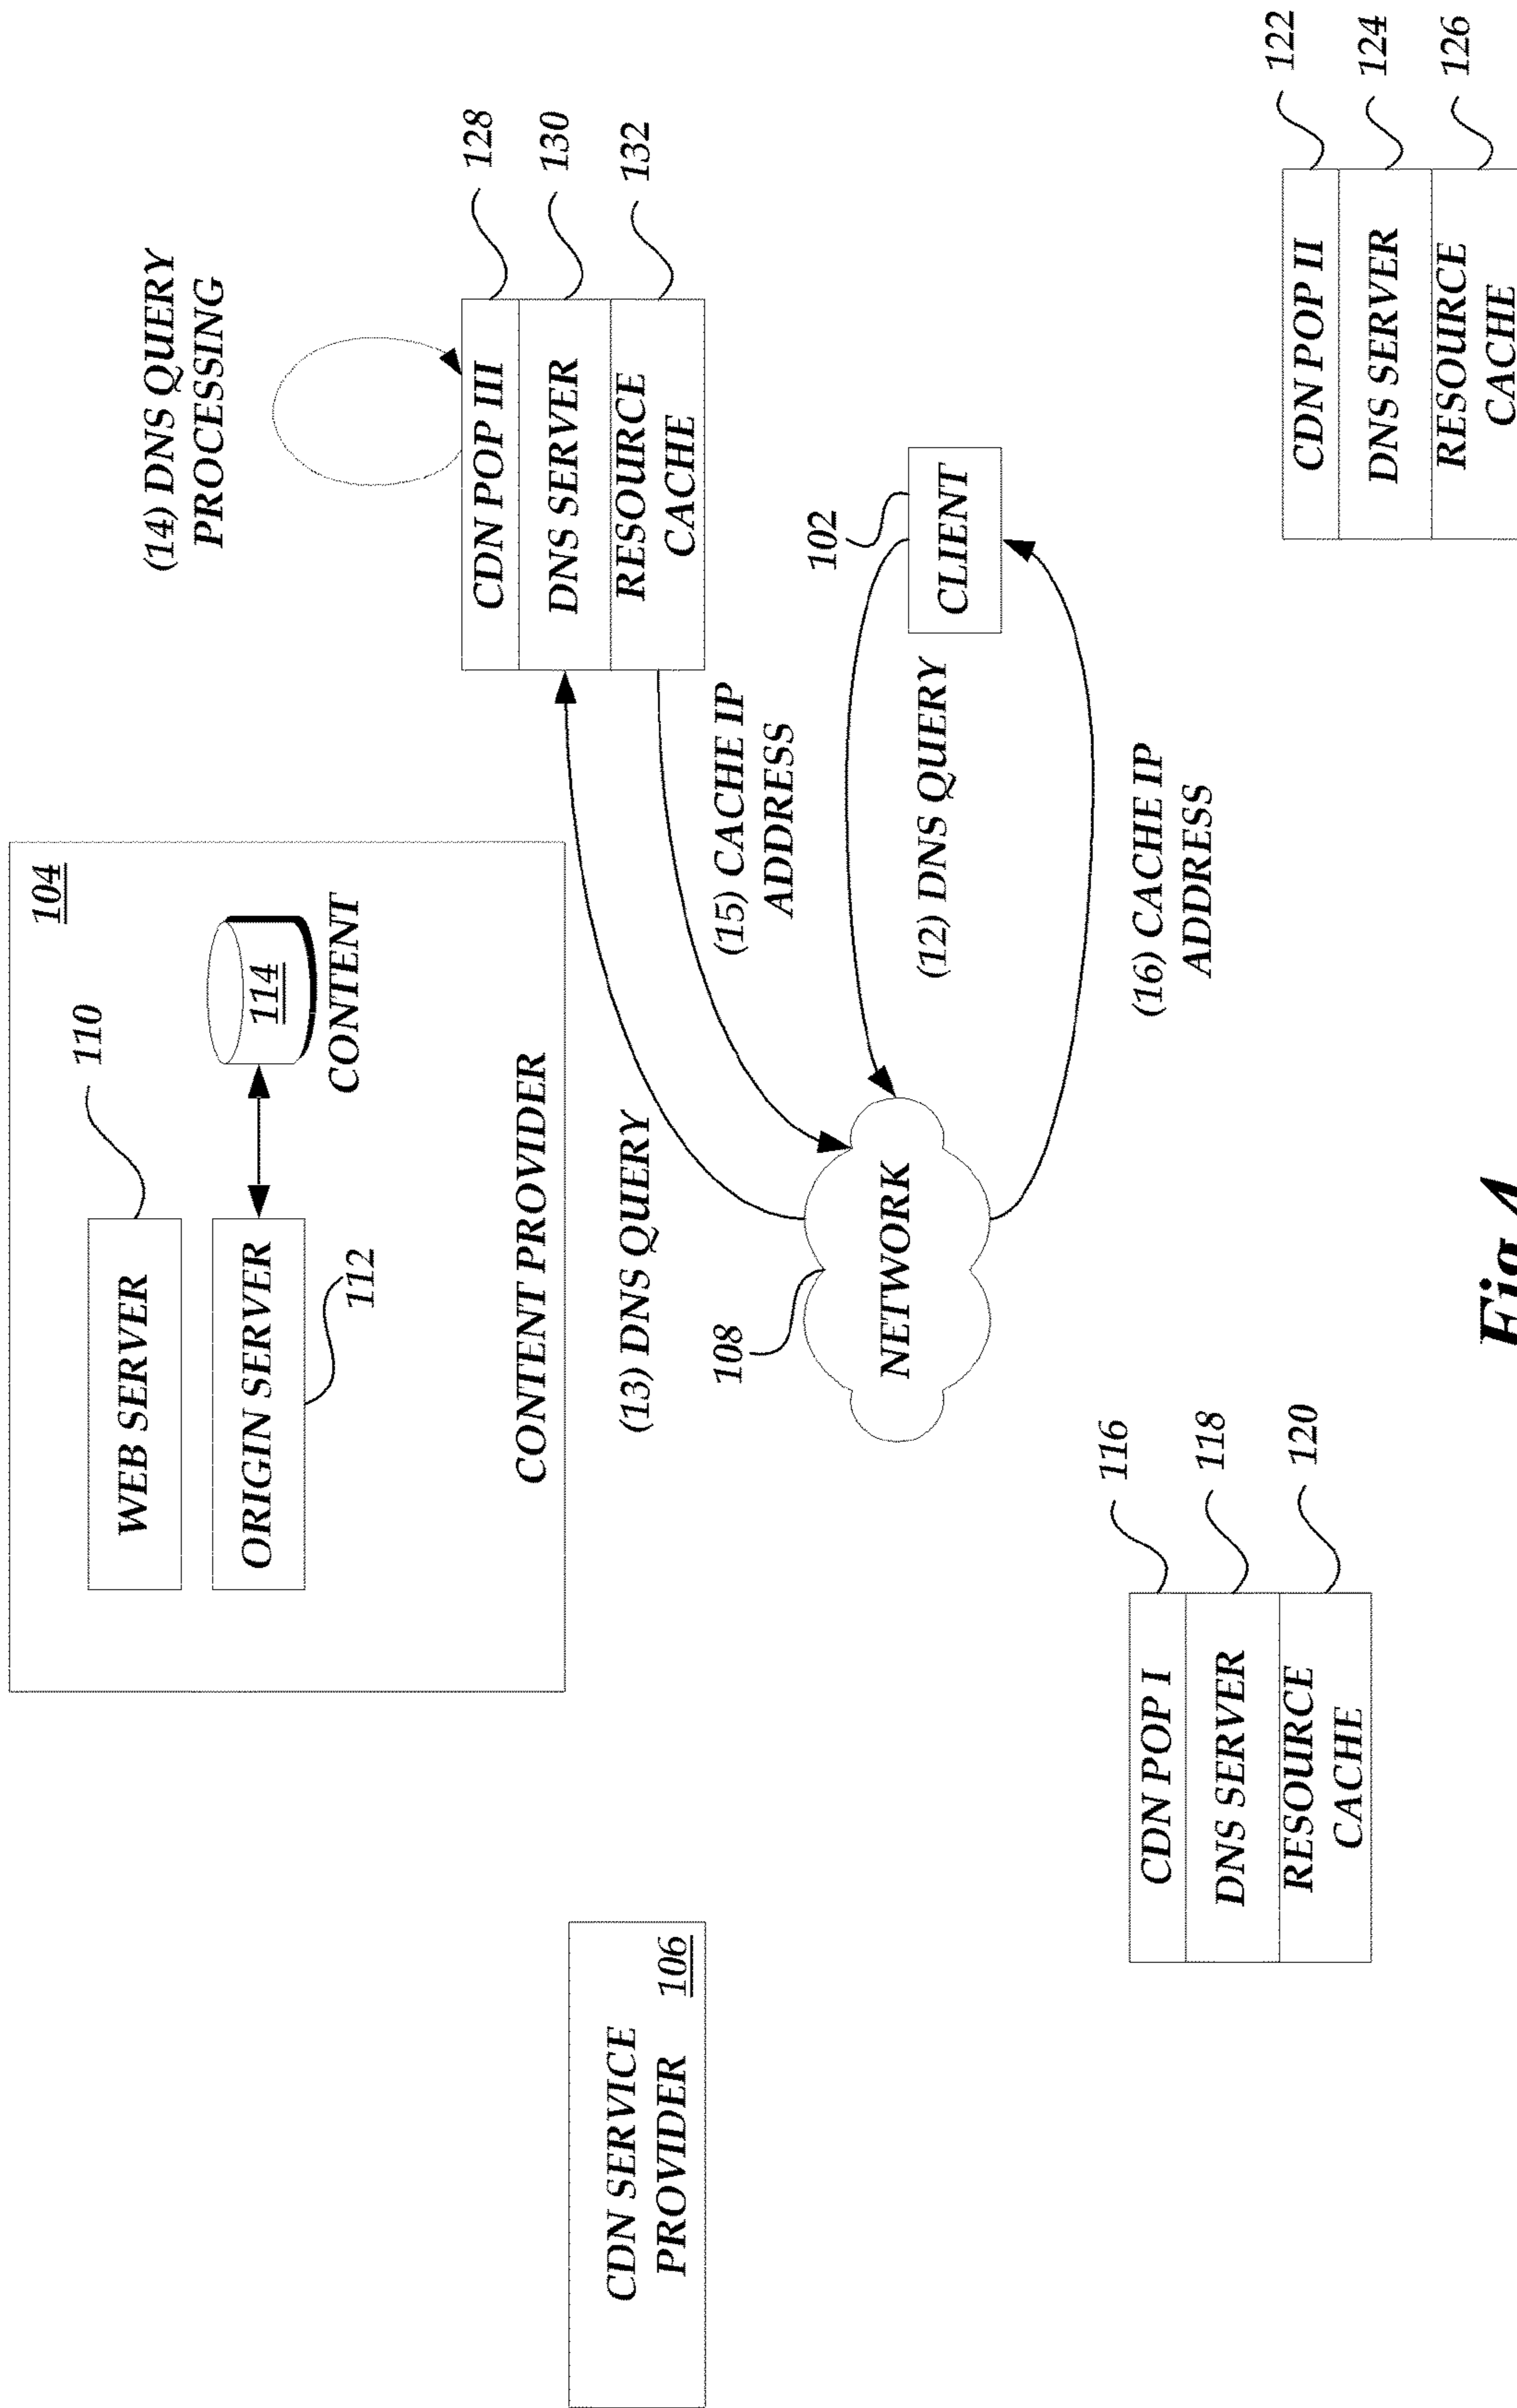 104
WEB SERVER
110
ORIGIN SERVER
112
114
CONTENT
CONTENT PROVIDER
CDN SERVICE
PROVIDER
106
(14) DNS QUERY
PROCESSING
CDN POP III
128
DNS SERVER
130
RESOURCE
CACHE
132
(13) DNS QUERY
(15) CACHE IP
ADDRESS
108
NETWORK
(12) DNS QUERY
102
CLIENT
(16) CACHE IP
ADDRESS
CDN POP I
116
DNS SERVER
118
RESOURCE
CACHE
120
CDN POP II
122
DNS SERVER
124
RESOURCE
CACHE
126
Fig.4.